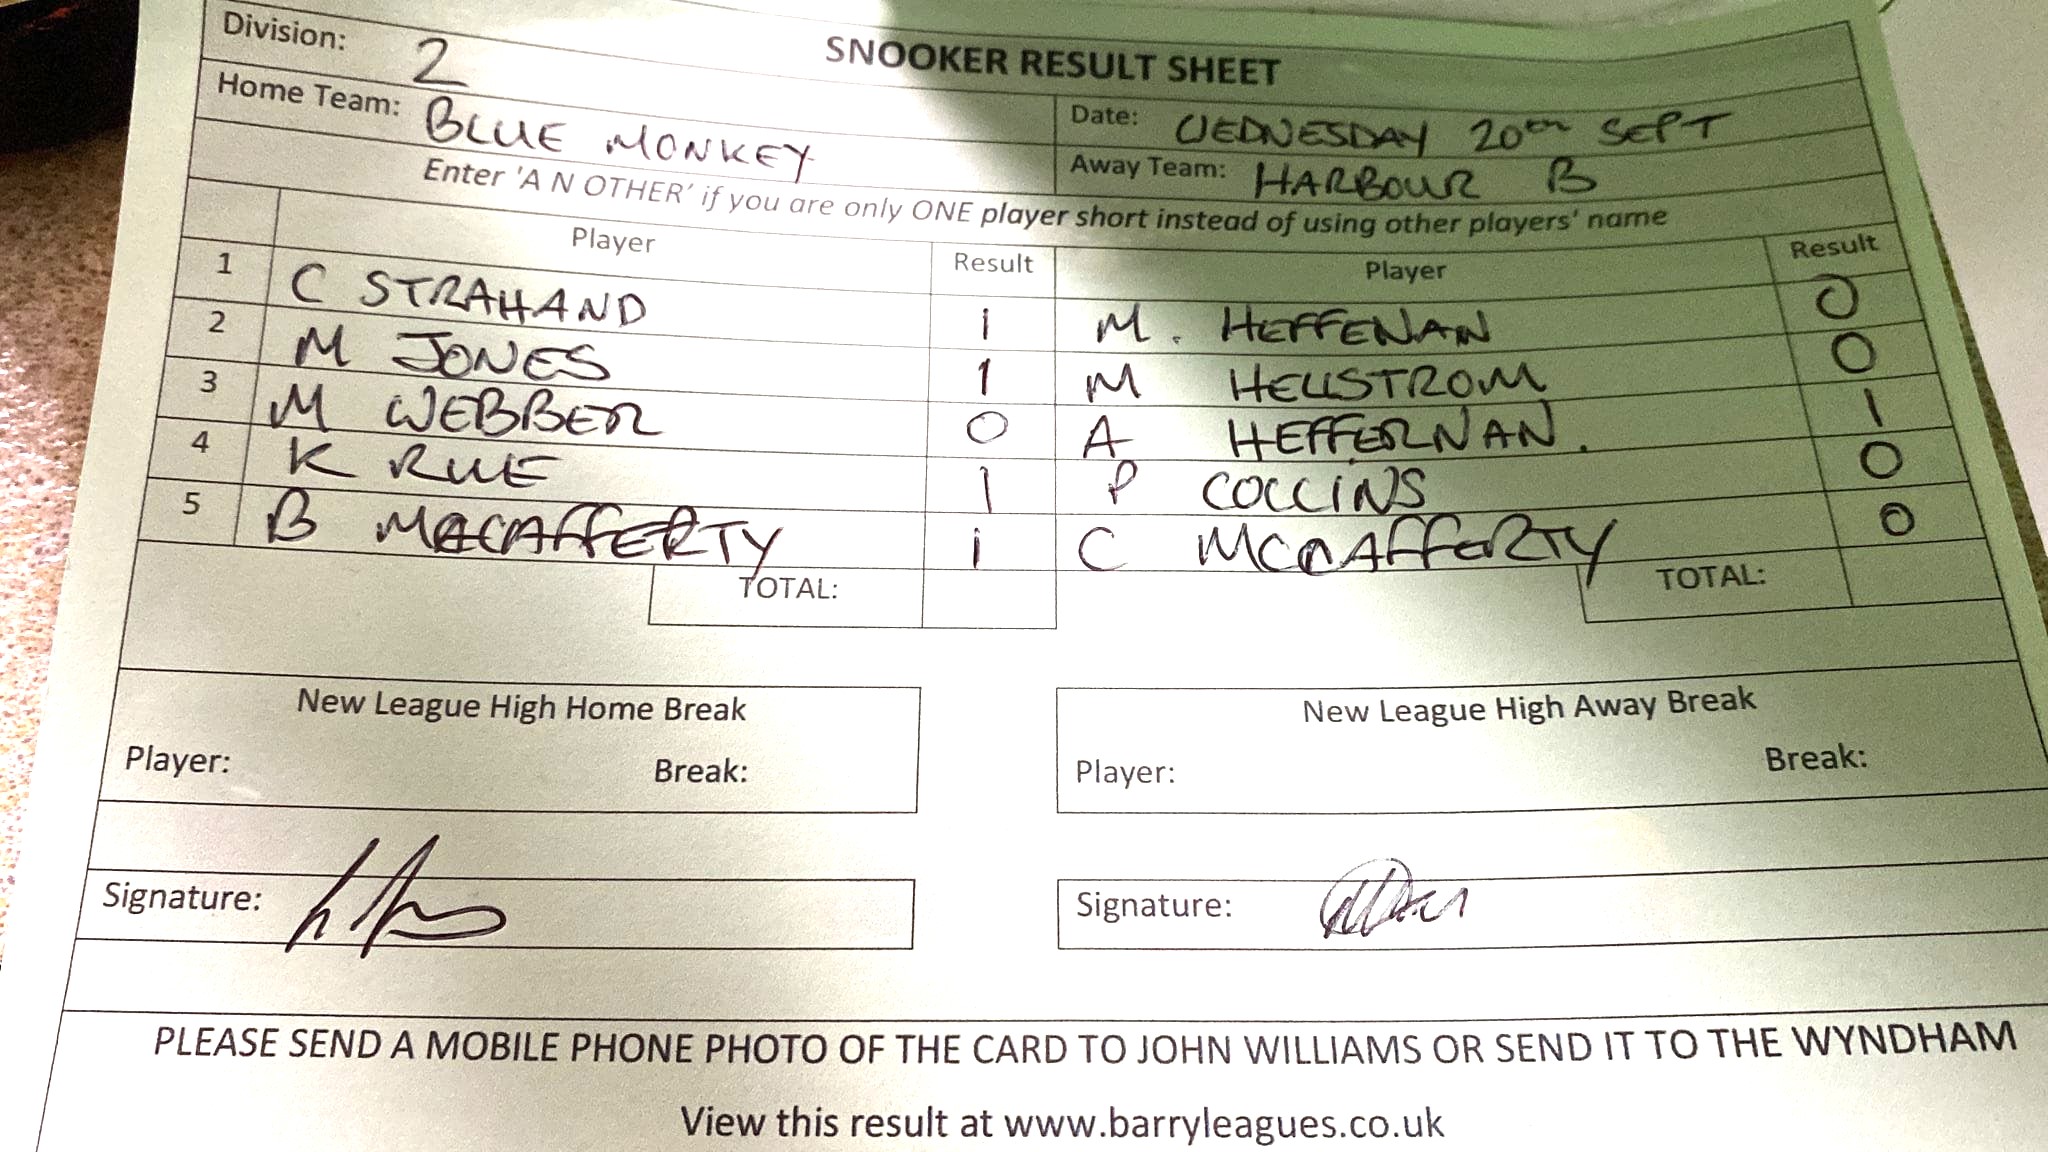 SNOOKER RESULT SHEET
Division: 2
Home Team: BLUE MONKEY
Date: WEDNESDAY 20TH SEPT
Away Team: HARBOUR B
Enter 'A N OTHER' if you are only ONE player short instead of using other players' name
Player Result Player Result
1 C STRAHAND 1 M. HEFFENAN 0
2 M JONES 1 M HELLSTROM 0
3 M WEBBER 0 A HEFFERNAN. 1
4 K RUE 1 P COLLINS 0
5 B MACAFFERTY 1 C MCCAFFERTY 0
TOTAL: TOTAL:
New League High Home Break
Player: Break:
New League High Away Break
Player: Break:
Signature:
Signature:
PLEASE SEND A MOBILE PHONE PHOTO OF THE CARD TO JOHN WILLIAMS OR SEND IT TO THE WYNDHAM
View this result at www.barryleagues.co.uk